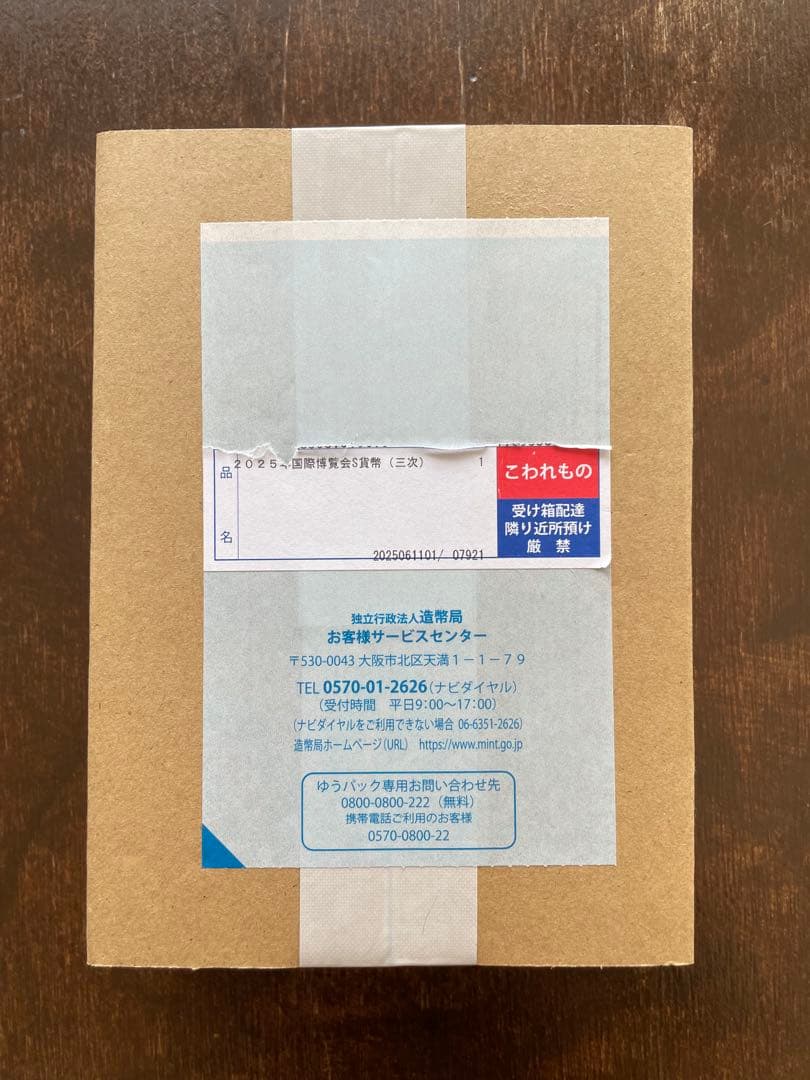 品
名
2025 国際博覧会S貨幣(三次) 1
こわれもの
受け箱配達
隣り近所預け
厳禁
2025061101/ 07921
独立行政法人造幣局
お客様サービスセンター
〒530-0043 大阪市北区天満1-1-79
TEL 0570-01-2626(ナビダイヤル)
(受付時間 平日9:00〜17:00)
(ナビダイヤルをご利用できない場合 06-6351-2626)
造幣局ホームページ(URL) https://www.mint.go.jp
ゆうパック専用お問い合わせ先
0800-0800-222(無料)
携帯電話ご利用のお客様
0570-0800-22